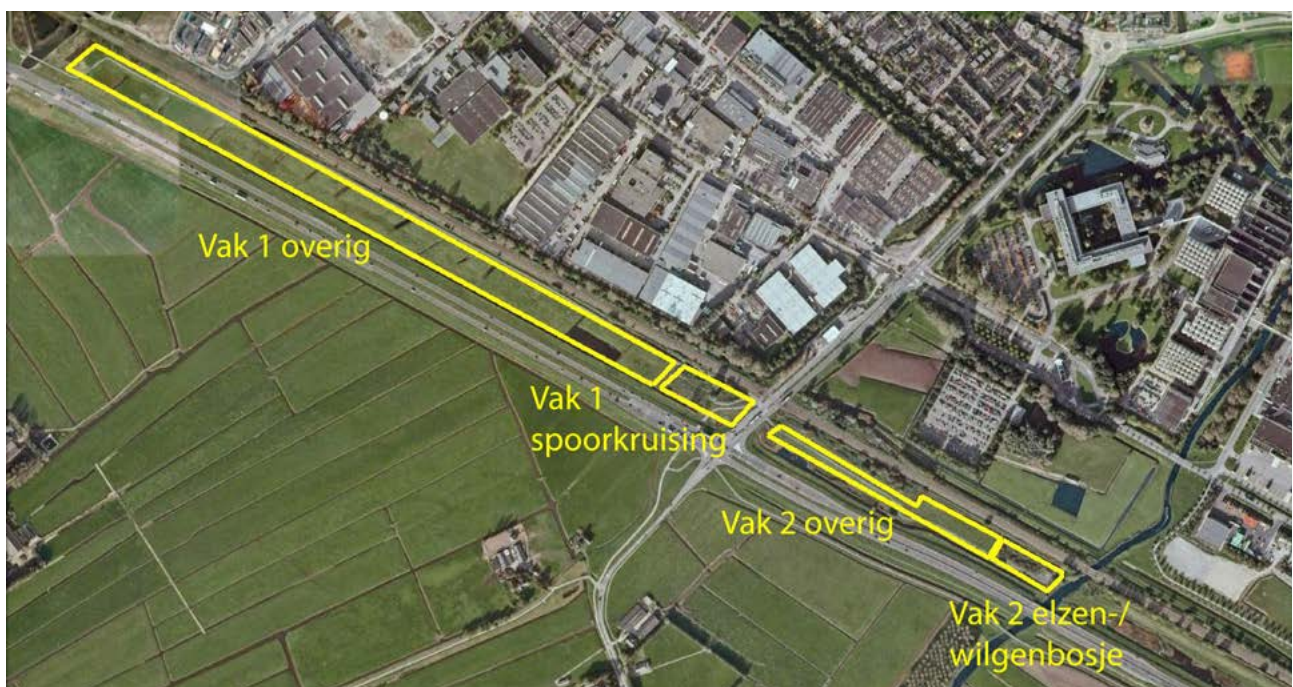 Vak 1 overig
Vak 1
spoorkruising
Vak 2 overig
Vak 2 elzen-/
wilgenbosje